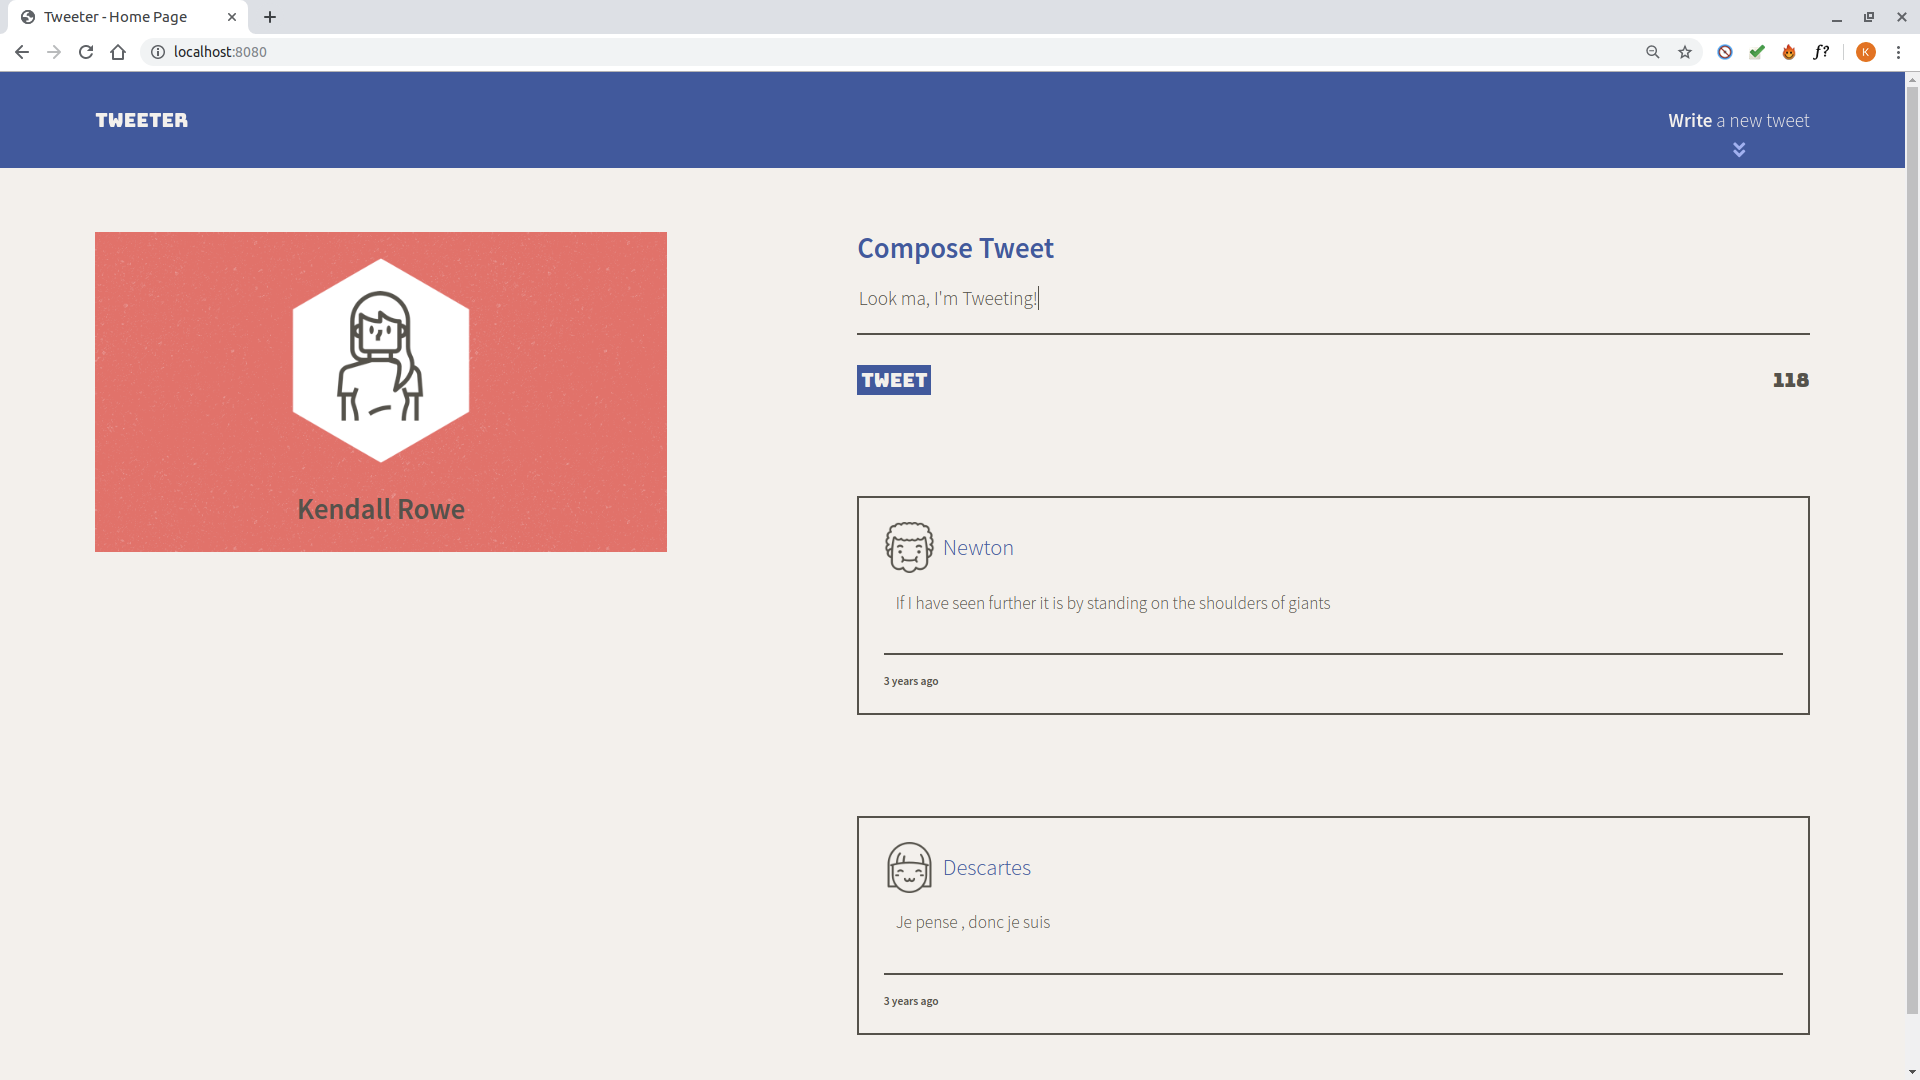 Tweeter - Home Page
localhost:8080
f?
K
TWEETER
Write a new tweet
Kendall Rowe
Compose Tweet
Look ma, I'm Tweeting!
TWEET
118
Newton
If I have seen further it is by standing on the shoulders of giants
3 years ago
Descartes
Je pense , donc je suis
3 years ago